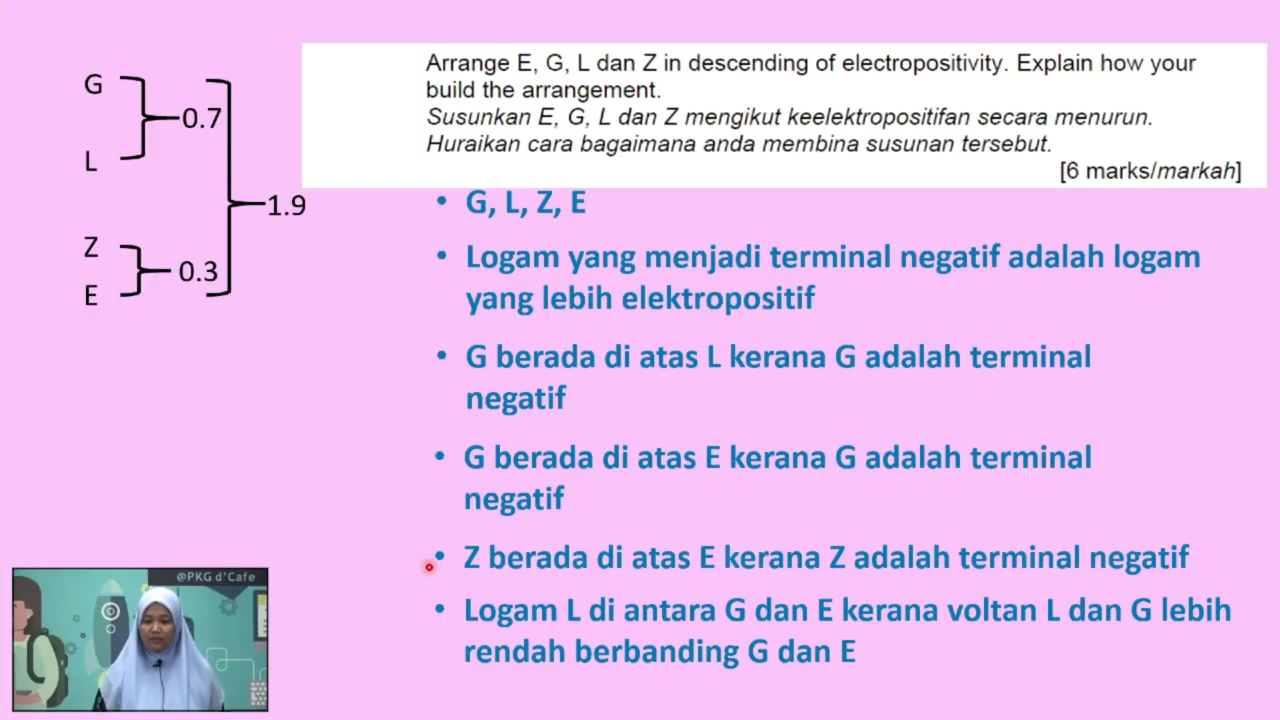 Arrange E, G, L dan Z in descending of electropositivity. Explain how your
build the arrangement.
Susunkan E, G, L dan Z mengikut keelektropositifan secara menurun.
Huraikan cara bagaimana anda membina susunan tersebut.
[6 marks/markah]
G
0.7
L
1.9
Z
0.3
E
• G, L, Z, E
• Logam yang menjadi terminal negatif adalah logam
yang lebih elektropositif
• G berada di atas L kerana G adalah terminal
negatif
• G berada di atas E kerana G adalah terminal
negatif
• Z berada di atas E kerana Z adalah terminal negatif
• Logam L di antara G dan E kerana voltan L dan G lebih
rendah berbanding G dan E
@PKG d'Cafe